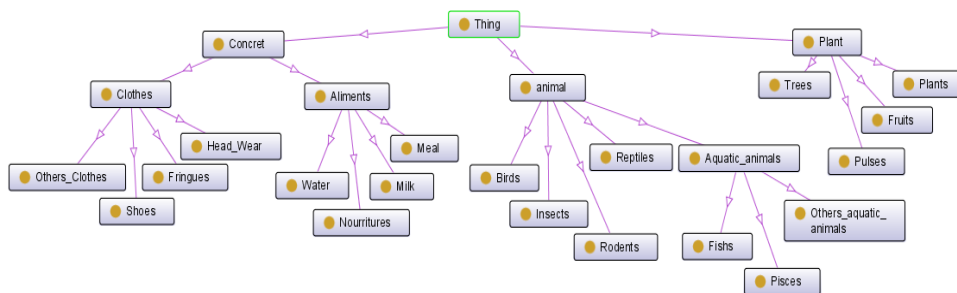 Thing
Concret
Plant
Trees
Plants
Clothes
Aliments
animal
Fruits
Head_Wear
Meal
Reptiles
Aquatic_animals
Pulses
Others_Clothes
Fringues
Water
Milk
Birds
Shoes
Nourritures
Insects
Others_aquatic_
animals
Rodents
Fishs
Pisces